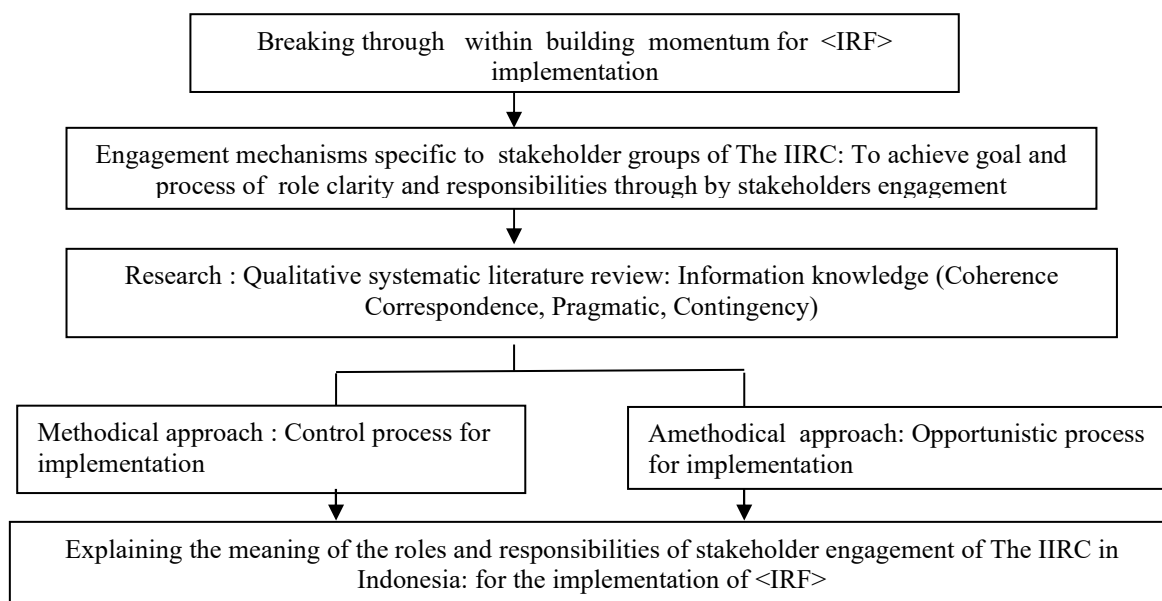 Breaking through within building momentum for <IRF>
implementation
Engagement mechanisms specific to stakeholder groups of The IIRC: To achieve goal and
process of role clarity and responsibilities through by stakeholders engagement
Research : Qualitative systematic literature review: Information knowledge (Coherence
Correspondence, Pragmatic, Contingency)
Methodical approach : Control process for
implementation
Amethodical approach: Opportunistic process
for implementation
Explaining the meaning of the roles and responsibilities of stakeholder engagement of The IIRC in
Indonesia: for the implementation of <IRF>